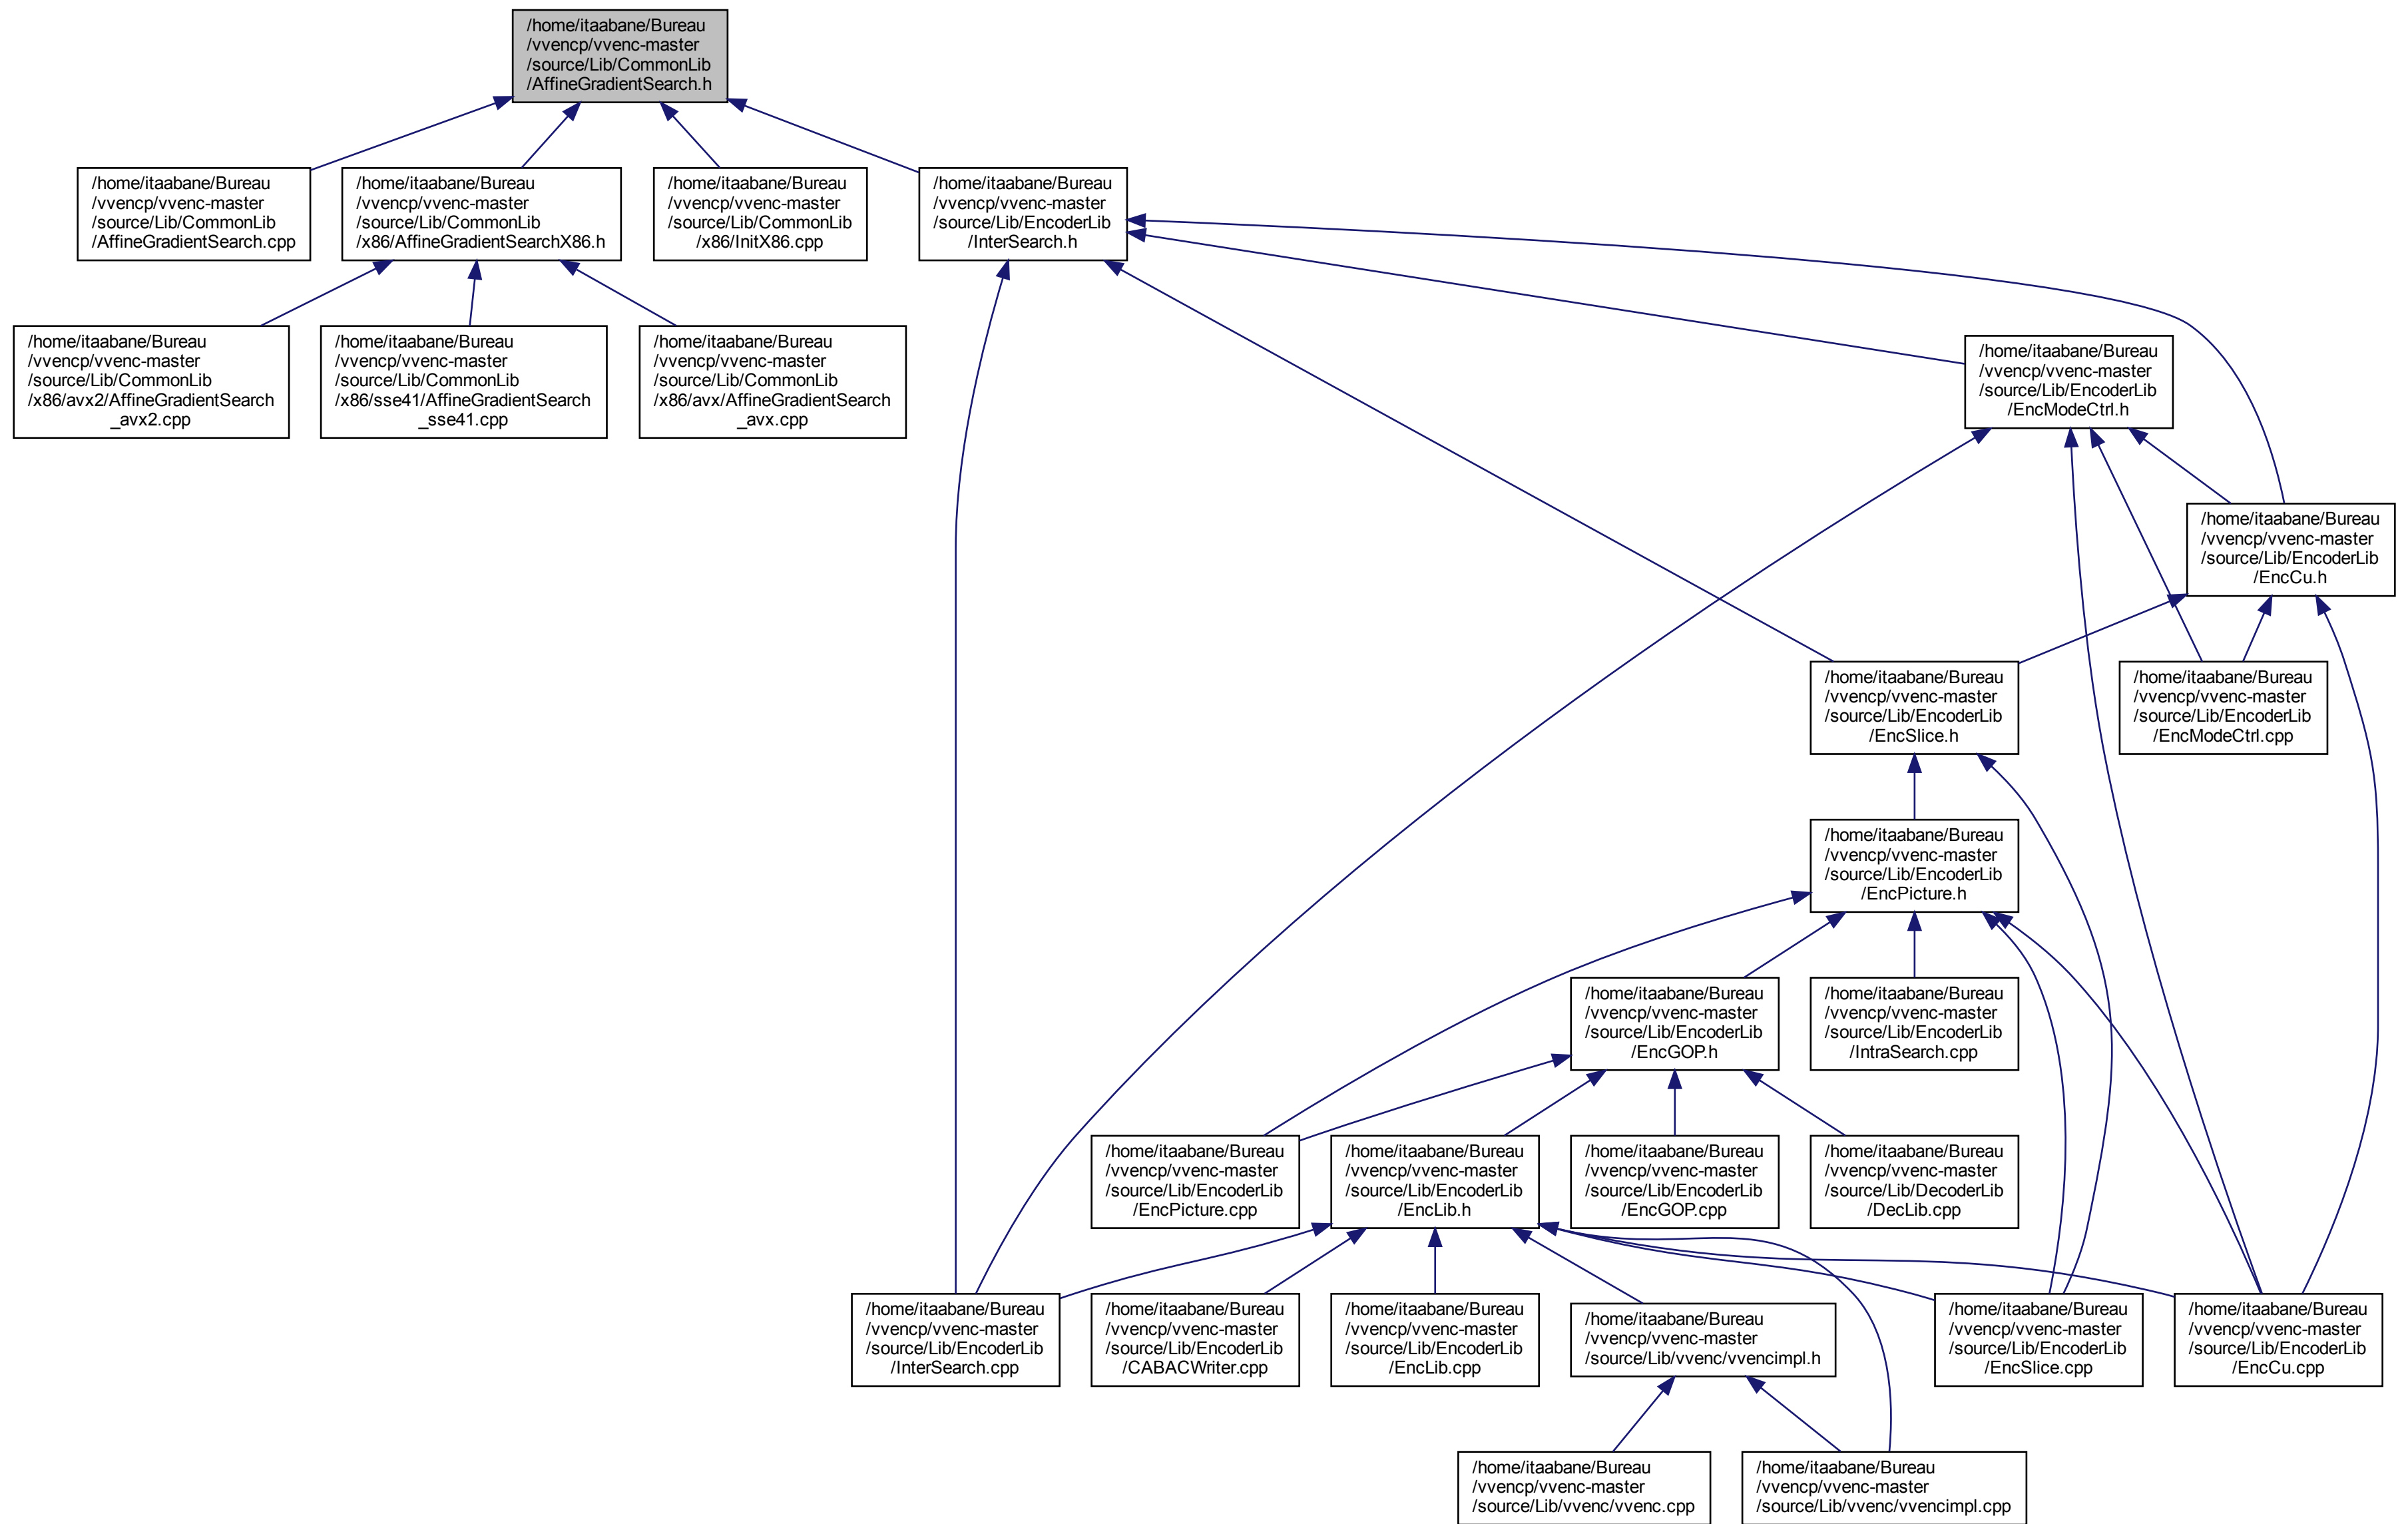 /home/itaabane/Bureau
/vvencp/vvenc-master
/source/Lib/CommonLib
/AffineGradientSearch.h
/home/itaabane/Bureau
/vvencp/vvenc-master
/source/Lib/CommonLib
/AffineGradientSearch.cpp
/home/itaabane/Bureau
/vvencp/vvenc-master
/source/Lib/CommonLib
/x86/AffineGradientSearchX86.h
/home/itaabane/Bureau
/vvencp/vvenc-master
/source/Lib/CommonLib
/x86/InitX86.cpp
/home/itaabane/Bureau
/vvencp/vvenc-master
/source/Lib/EncoderLib
/InterSearch.h
/home/itaabane/Bureau
/vvencp/vvenc-master
/source/Lib/CommonLib
/x86/avx2/AffineGradientSearch
_avx2.cpp
/home/itaabane/Bureau
/vvencp/vvenc-master
/source/Lib/CommonLib
/x86/sse41/AffineGradientSearch
_sse41.cpp
/home/itaabane/Bureau
/vvencp/vvenc-master
/source/Lib/CommonLib
/x86/avx/AffineGradientSearch
_avx.cpp
/home/itaabane/Bureau
/vvencp/vvenc-master
/source/Lib/EncoderLib
/EncModeCtrl.h
/home/itaabane/Bureau
/vvencp/vvenc-master
/source/Lib/EncoderLib
/EncCu.h
/home/itaabane/Bureau
/vvencp/vvenc-master
/source/Lib/EncoderLib
/EncSlice.h
/home/itaabane/Bureau
/vvencp/vvenc-master
/source/Lib/EncoderLib
/EncModeCtrl.cpp
/home/itaabane/Bureau
/vvencp/vvenc-master
/source/Lib/EncoderLib
/EncPicture.h
/home/itaabane/Bureau
/vvencp/vvenc-master
/source/Lib/EncoderLib
/EncGOP.h
/home/itaabane/Bureau
/vvencp/vvenc-master
/source/Lib/EncoderLib
/IntraSearch.cpp
/home/itaabane/Bureau
/vvencp/vvenc-master
/source/Lib/EncoderLib
/EncPicture.cpp
/home/itaabane/Bureau
/vvencp/vvenc-master
/source/Lib/EncoderLib
/EncLib.h
/home/itaabane/Bureau
/vvencp/vvenc-master
/source/Lib/EncoderLib
/EncGOP.cpp
/home/itaabane/Bureau
/vvencp/vvenc-master
/source/Lib/DecoderLib
/DecLib.cpp
/home/itaabane/Bureau
/vvencp/vvenc-master
/source/Lib/EncoderLib
/InterSearch.cpp
/home/itaabane/Bureau
/vvencp/vvenc-master
/source/Lib/EncoderLib
/CABACWriter.cpp
/home/itaabane/Bureau
/vvencp/vvenc-master
/source/Lib/EncoderLib
/EncLib.cpp
/home/itaabane/Bureau
/vvencp/vvenc-master
/source/Lib/vvenc/vvencimpl.h
/home/itaabane/Bureau
/vvencp/vvenc-master
/source/Lib/EncoderLib
/EncSlice.cpp
/home/itaabane/Bureau
/vvencp/vvenc-master
/source/Lib/EncoderLib
/EncCu.cpp
/home/itaabane/Bureau
/vvencp/vvenc-master
/source/Lib/vvenc/vvenc.cpp
/home/itaabane/Bureau
/vvencp/vvenc-master
/source/Lib/vvenc/vvencimpl.cpp